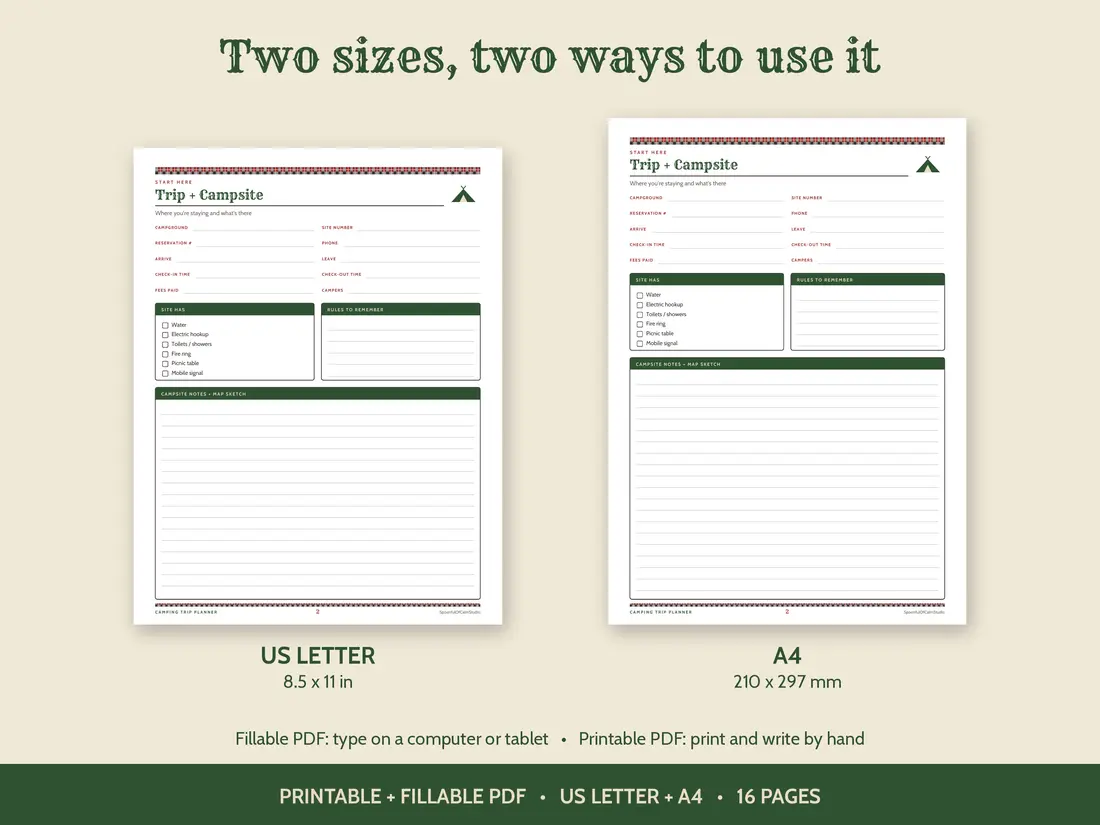 Two sizes, two ways to use it
START HERE
Trip + Campsite
Where you're staying and what's there
CAMPGROUND
SITE NUMBER
RESERVATION #
PHONE
ARRIVE
LEAVE
CHECK-IN TIME
CHECK-OUT TIME
FEES PAID
CAMPERS
SITE HAS
RULES TO REMEMBER
Water
Electric hookup
Toilets / showers
Fire ring
Picnic table
Mobile signal
CAMPSITE NOTES + MAP SKETCH
CAMPING TRIP PLANNER
2
SpoonfulOfCalmStudio
US LETTER
8.5 x 11 in
START HERE
Trip + Campsite
Where you're staying and what's there
CAMPGROUND
SITE NUMBER
RESERVATION #
PHONE
ARRIVE
LEAVE
CHECK-IN TIME
CHECK-OUT TIME
FEES PAID
CAMPERS
SITE HAS
RULES TO REMEMBER
Water
Electric hookup
Toilets / showers
Fire ring
Picnic table
Mobile signal
CAMPSITE NOTES + MAP SKETCH
CAMPING TRIP PLANNER
2
SpoonfulOfCalmStudio
A4
210 x 297 mm
Fillable PDF: type on a computer or tablet • Printable PDF: print and write by hand
PRINTABLE + FILLABLE PDF • US LETTER + A4 • 16 PAGES